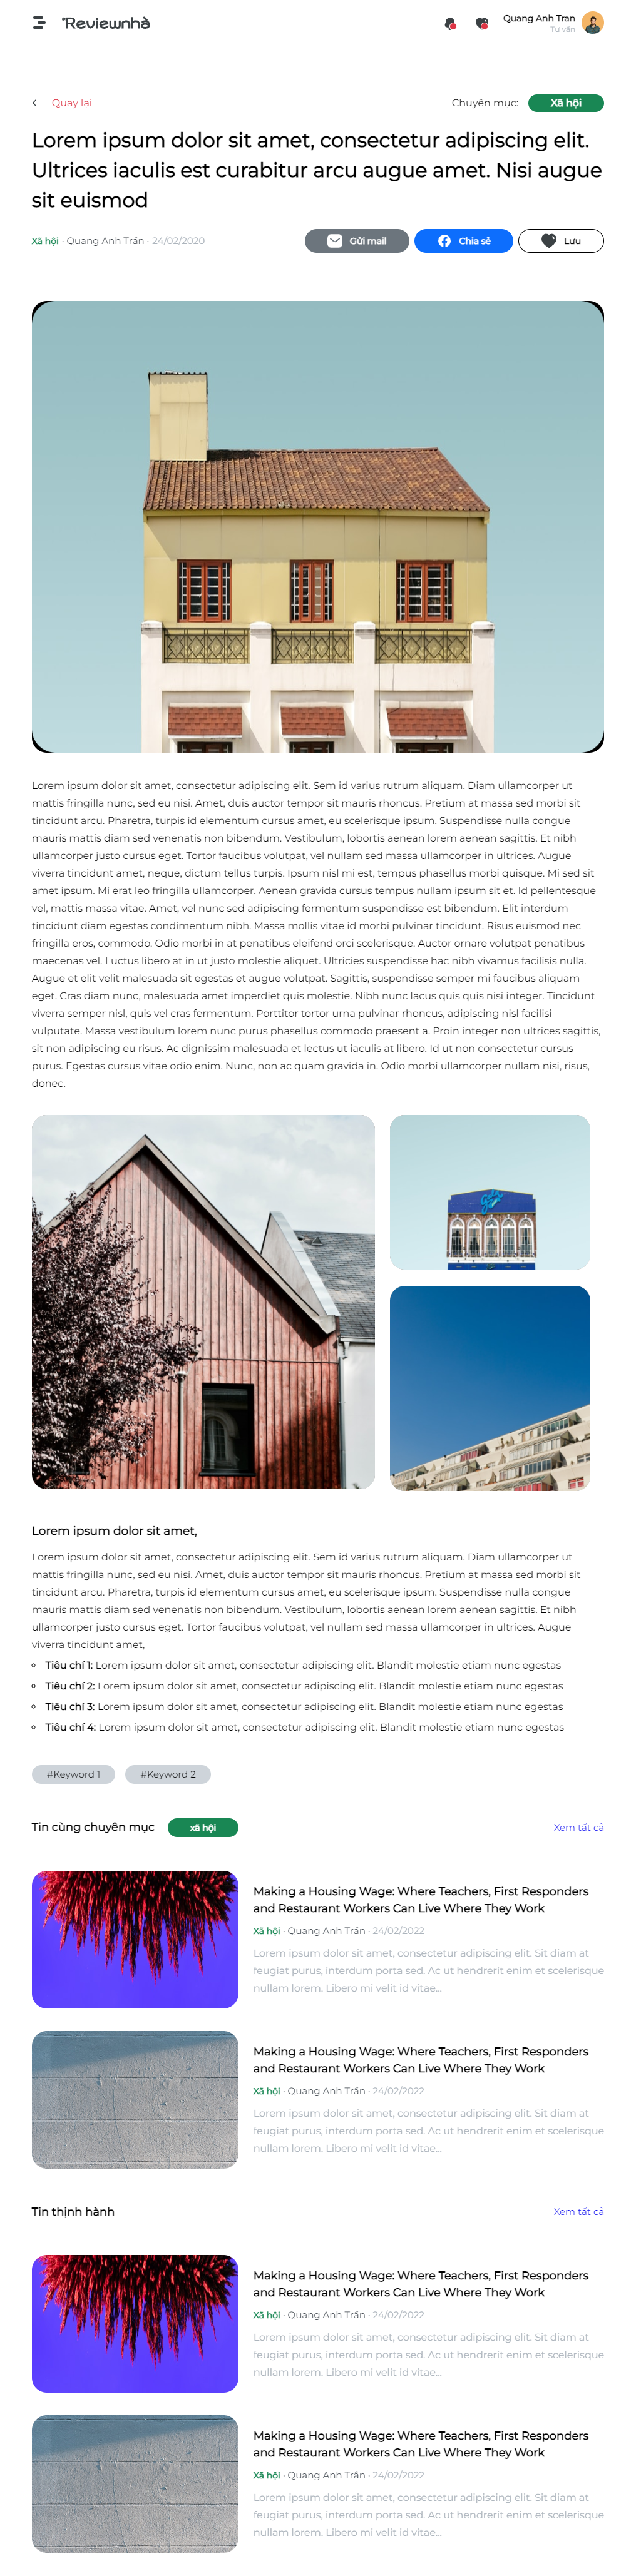 Reviewnhà
Quang Anh Tran
Tư vấn
Quay lại
Chuyên mục:
Xã hội
Lorem ipsum dolor sit amet, consectetur adipiscing elit.
Ultrices iaculis est curabitur arcu augue amet. Nisi augue
sit euismod
Xã hội - Quang Anh Trần - 24/02/2020
Gửi mail
Chia sẻ
Lưu
Lorem ipsum dolor sit amet, consectetur adipiscing elit. Sem id varius rutrum aliquam. Diam ullamcorper ut
mattis fringilla nunc, sed eu nisi. Amet, duis auctor tempor sit mauris rhoncus. Pretium at massa sed morbi sit
tincidunt arcu. Pharetra, turpis id elementum cursus amet, eu scelerisque ipsum. Suspendisse nulla congue
mauris mattis diam sed venenatis non bibendum. Vestibulum, lobortis aenean lorem aenean sagittis. Et nibh
ullamcorper justo cursus eget. Tortor faucibus volutpat, vel nullam sed massa ullamcorper in ultrices. Augue
viverra tincidunt amet, neque, dictum tellus turpis. Ipsum nisl mi est, tempus phasellus morbi quisque. Mi sed sit
amet ipsum. Mi erat leo fringilla ullamcorper. Aenean gravida cursus tempus nullam ipsum sit et. Id pellentesque
vel, mattis massa vitae. Amet, vel nunc sed adipiscing fermentum suspendisse est bibendum. Elit interdum
tincidunt diam egestas condimentum nibh. Massa mollis vitae id morbi pulvinar tincidunt. Risus euismod nec
fringilla eros, commodo. Odio morbi in at penatibus eleifend orci scelerisque. Auctor ornare volutpat penatibus
maecenas vel. Luctus libero at in ut justo molestie aliquet. Ultricies suspendisse hac nibh vivamus facilisis nulla.
Augue et elit velit malesuada sit egestas et augue volutpat. Sagittis, suspendisse semper mi faucibus aliquam
eget. Cras diam nunc, malesuada amet imperdiet quis molestie. Nibh nunc lacus quis quis nisi integer. Tincidunt
viverra semper nisl, quis vel cras fermentum. Porttitor tortor urna pulvinar rhoncus, adipiscing nisl facilisi
vulputate. Massa vestibulum lorem nunc purus phasellus commodo praesent a. Proin integer non ultrices sagittis,
sit non adipiscing eu risus. Ac dignissim malesuada et lectus ut iaculis at libero. Id ut non consectetur cursus
purus. Egestas cursus vitae odio enim. Nunc, non ac quam gravida in. Odio morbi ullamcorper nullam nisi, risus,
donec.
Lorem ipsum dolor sit amet,
Lorem ipsum dolor sit amet, consectetur adipiscing elit. Sem id varius rutrum aliquam. Diam ullamcorper ut
mattis fringilla nunc, sed eu nisi. Amet, duis auctor tempor sit mauris rhoncus. Pretium at massa sed morbi sit
tincidunt arcu. Pharetra, turpis id elementum cursus amet, eu scelerisque ipsum. Suspendisse nulla congue
mauris mattis diam sed venenatis non bibendum. Vestibulum, lobortis aenean lorem aenean sagittis. Et nibh
ullamcorper justo cursus eget. Tortor faucibus volutpat, vel nullam sed massa ullamcorper in ultrices. Augue
viverra tincidunt amet,
Tiêu chí 1: Lorem ipsum dolor sit amet, consectetur adipiscing elit. Blandit molestie etiam nunc egestas
Tiêu chí 2: Lorem ipsum dolor sit amet, consectetur adipiscing elit. Blandit molestie etiam nunc egestas
Tiêu chí 3: Lorem ipsum dolor sit amet, consectetur adipiscing elit. Blandit molestie etiam nunc egestas
Tiêu chí 4: Lorem ipsum dolor sit amet, consectetur adipiscing elit. Blandit molestie etiam nunc egestas
#Keyword 1
#Keyword 2
Tin cùng chuyên mục
xã hội
Xem tất cả
Making a Housing Wage: Where Teachers, First Responders
and Restaurant Workers Can Live Where They Work
Xã hội - Quang Anh Trần - 24/02/2022
Lorem ipsum dolor sit amet, consectetur adipiscing elit. Sit diam at
feugiat purus, interdum porta sed. Ac ut hendrerit enim et scelerisque
nullam lorem. Libero mi velit id vitae...
Making a Housing Wage: Where Teachers, First Responders
and Restaurant Workers Can Live Where They Work
Xã hội - Quang Anh Trần - 24/02/2022
Lorem ipsum dolor sit amet, consectetur adipiscing elit. Sit diam at
feugiat purus, interdum porta sed. Ac ut hendrerit enim et scelerisque
nullam lorem. Libero mi velit id vitae...
Tin thịnh hành
Xem tất cả
Making a Housing Wage: Where Teachers, First Responders
and Restaurant Workers Can Live Where They Work
Xã hội - Quang Anh Trần - 24/02/2022
Lorem ipsum dolor sit amet, consectetur adipiscing elit. Sit diam at
feugiat purus, interdum porta sed. Ac ut hendrerit enim et scelerisque
nullam lorem. Libero mi velit id vitae...
Making a Housing Wage: Where Teachers, First Responders
and Restaurant Workers Can Live Where They Work
Xã hội - Quang Anh Trần - 24/02/2022
Lorem ipsum dolor sit amet, consectetur adipiscing elit. Sit diam at
feugiat purus, interdum porta sed. Ac ut hendrerit enim et scelerisque
nullam lorem. Libero mi velit id vitae...